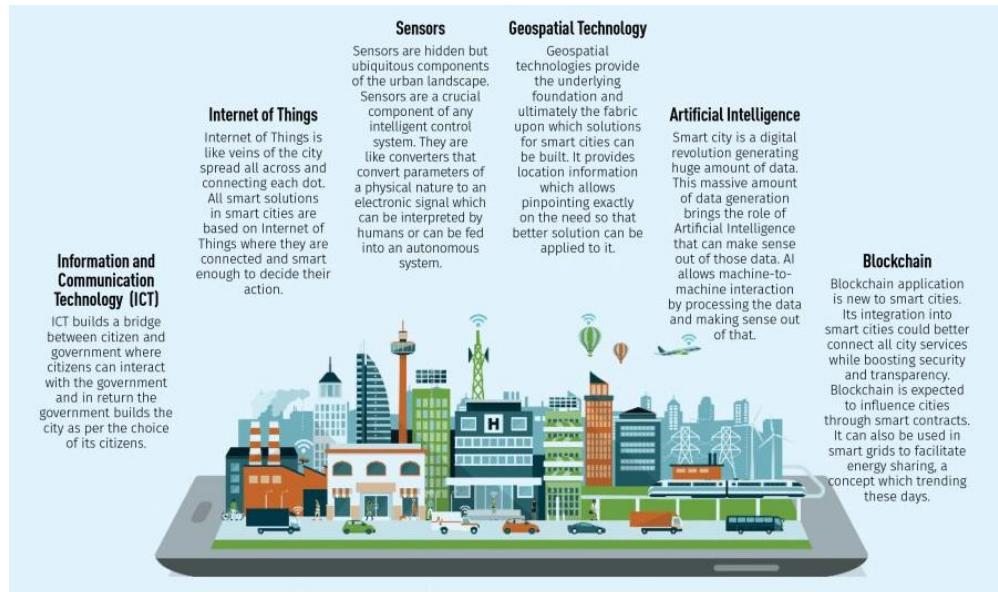 Information and
Communication
Technology (ICT)
ICT builds a bridge
between citizen and
government where
citizens can interact
with the government
and in return the
government builds the
city as per the choice
of its citizens.
Internet of Things
Internet of Things is
like veins of the city
spread all across and
connecting each dot.
All smart solutions
in smart cities are
based on Internet of
Things where they are
connected and smart
enough to decide their
action.
Sensors
Sensors are hidden but
ubiquitous components
of the urban landscape.
Sensors are a crucial
component of any
intelligent control
system. They are
like converters that
convert parameters of
a physical nature to an
electronic signal which
can be interpreted by
humans or can be fed
into an autonomous
system.
Geospatial Technology
Geospatial
technologies provide
the underlying
foundation and
ultimately the fabric
upon which solutions
for smart cities can
be built. It provides
location information
which allows
pinpointing exactly
on the need so that
better solution can be
applied to it.
Artificial Intelligence
Smart city is a digital
revolution generating
huge amount of data.
This massive amount
of data generation
brings the role of
Artificial Intelligence
that can make sense
out of those data. AI
allows machine-to-
machine interaction
by processing the data
and making sense out
of that.
Blockchain
Blockchain application
is new to smart cities.
Its integration into
smart cities could better
connect all city services
while boosting security
and transparency.
Blockchain is expected
to influence cities
through smart contracts.
It can also be used in
smart grids to facilitate
energy sharing, a
concept which trending
these days.
H